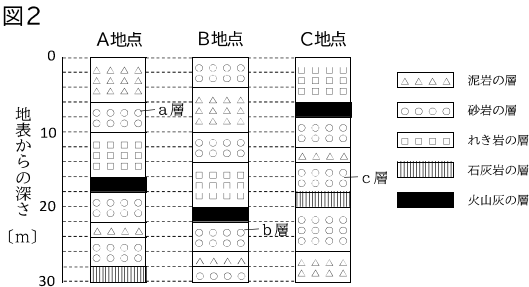 図2
A地点 B地点 C地点
0
10
20
30
地表からの深さ
〔m〕
a層
b層
c層
泥岩の層
砂岩の層
れき岩の層
石灰岩の層
火山灰の層